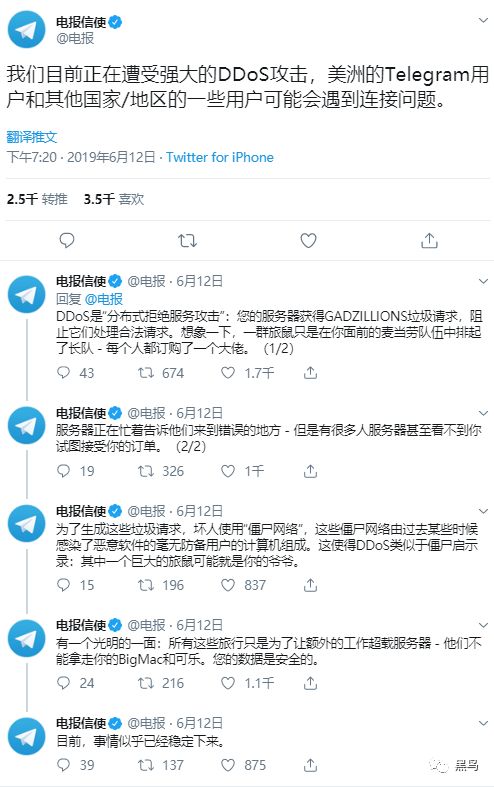 电报信使
@电报
我们目前正在遭受强大的DDoS攻击，美洲的Telegram用
户和其他国家/地区的一些用户可能会遇到连接问题。
翻译推文
下午7:20 · 2019年6月12日 · Twitter for iPhone
2.5千 转推 3.5千 喜欢
电报信使 @电报 · 6月12日
回复 @电报
DDoS是“分布式拒绝服务攻击”：您的服务器获得GADZILLIONS垃圾请求，阻
止它们处理合法请求。想象一下，一群旅鼠只是在你面前的麦当劳队伍中排起
了长队 - 每个人都订购了一个大佬。（1/2）
43 674 1.7千
电报信使 @电报 · 6月12日
服务器正在忙着告诉他们来到错误的地方 - 但是有很多人服务器甚至看不到你
试图接受你的订单。（2/2）
19 326 1千
电报信使 @电报 · 6月12日
为了生成这些垃圾请求，坏人使用“僵尸网络”，这些僵尸网络由过去某些时候
感染了恶意软件的毫无防备用户的计算机组成。这使得DDoS类似于僵尸启示
录：其中一个巨大的旅鼠可能就是你的爷爷。
15 196 837
电报信使 @电报 · 6月12日
有一个光明的一面：所有这些旅行只是为了让额外的工作超载服务器 - 他们不
能拿走你的BigMac和可乐。您的数据是安全的。
24 216 1.1千
电报信使 @电报 · 6月12日
目前，事情似乎已经稳定下来。
39 137 875
黑鸟